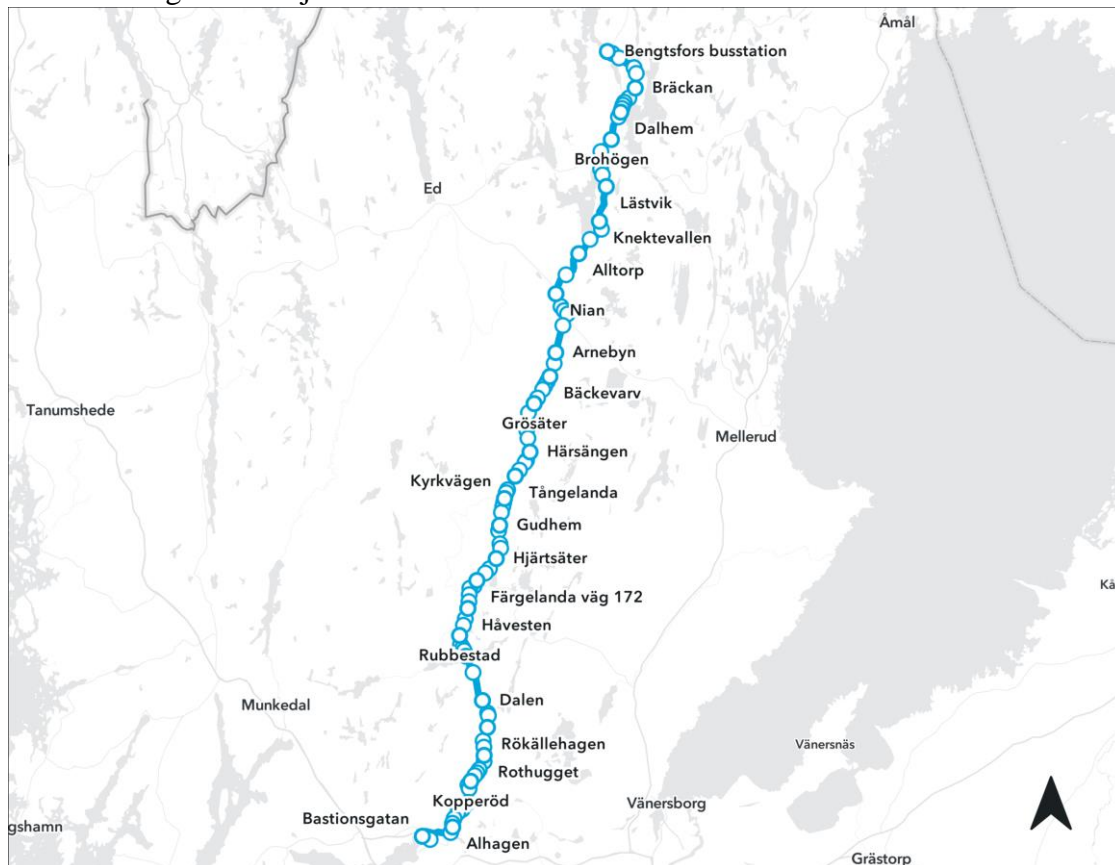 Åmål
Bengtsfors busstation
Bräckan
Dalhem
Brohögen
Ed
Lästvik
Knektevallen
Alltorp
Nian
Arnebyn
Bäckevarv
Tanumshede
Grösäter
Mellerud
Härsängen
Kyrkvägen
Tångelanda
Gudhem
Hjärtsäter
Färgelanda väg 172
Håvesten
Rubbestad
Dalen
Munkedal
Rökällehagen
Vänersnäs
Rothugget
Kopperöd
Vänersborg
Bastionsgatan
Alhagen
Grästorp